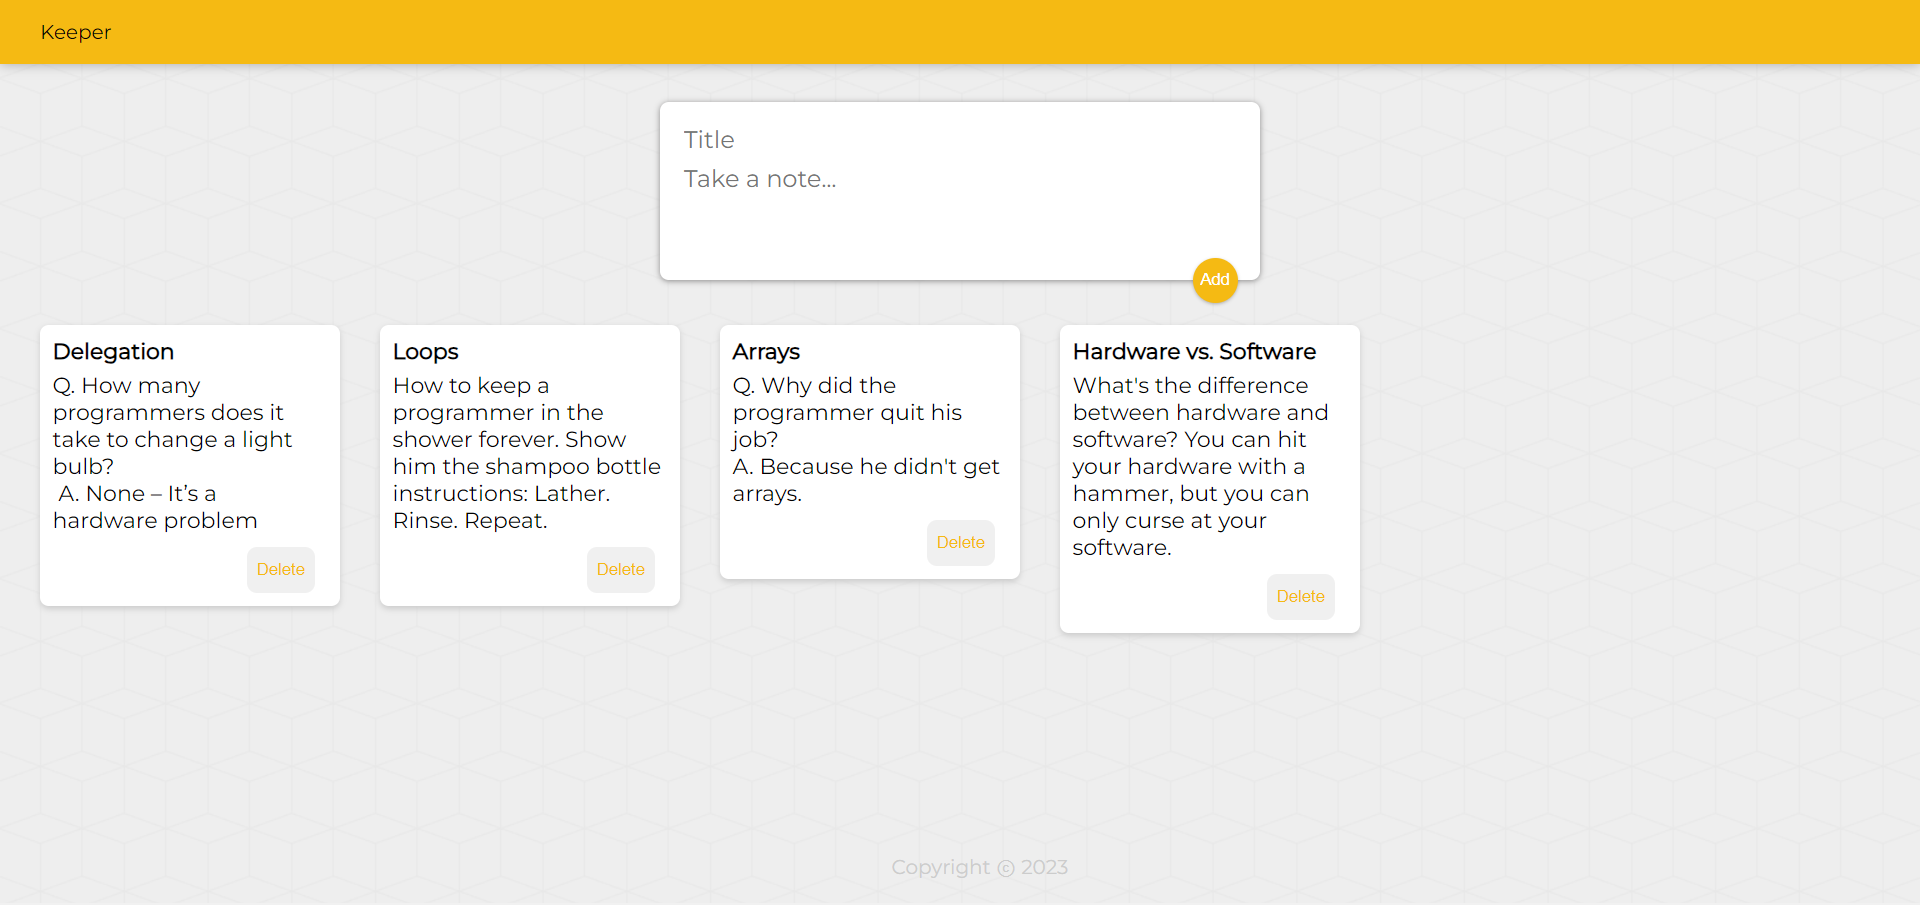 Keeper
Title
Take a note...
Add
Delegation
Q. How many
programmers does it
take to change a light
bulb?
A. None – It’s a
hardware problem
Delete
Loops
How to keep a
programmer in the
shower forever. Show
him the shampoo bottle
instructions: Lather.
Rinse. Repeat.
Delete
Arrays
Q. Why did the
programmer quit his
job?
A. Because he didn't get
arrays.
Delete
Hardware vs. Software
What's the difference
between hardware and
software? You can hit
your hardware with a
hammer, but you can
only curse at your
software.
Delete
Copyright © 2023